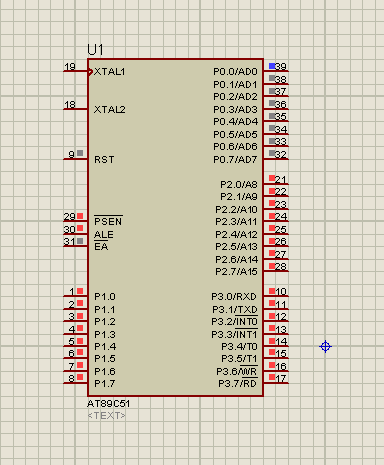 U1
19 XTAL1 P0.0/AD0 39
P0.1/AD1 38
P0.2/AD2 37
18 XTAL2 P0.3/AD3 36
P0.4/AD4 35
P0.5/AD5 34
P0.6/AD6 33
9 RST P0.7/AD7 32
P2.0/A8 21
P2.1/A9 22
P2.2/A10 23
29 PSEN P2.3/A11 24
30 ALE P2.4/A12 25
31 EA P2.5/A13 26
P2.6/A14 27
P2.7/A15 28
1 P1.0 P3.0/RXD 10
2 P1.1 P3.1/TXD 11
3 P1.2 P3.2/INT0 12
4 P1.3 P3.3/INT1 13
5 P1.4 P3.4/T0 14
6 P1.5 P3.5/T1 15
7 P1.6 P3.6/WR 16
8 P1.7 P3.7/RD 17
AT89C51
<TEXT>